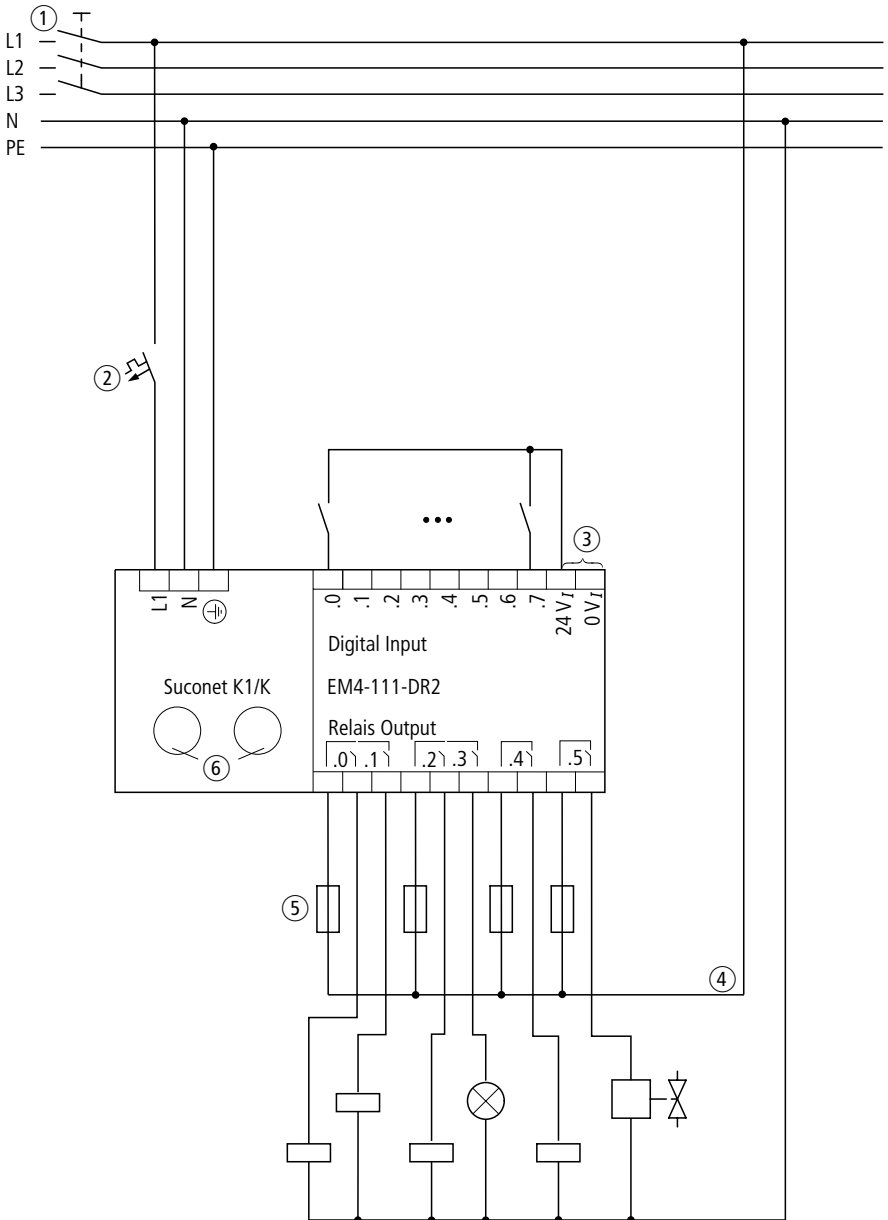 ①
L1
L2
L3
N
PE
②
③
L1 N
.0 .1 .2 .3 .4 .5 .6 .7 24 VI 0 VI
Digital Input
Suconet K1/K
EM4-111-DR2
Relais Output
.0 .1 .2 .3 .4 .5
⑥
⑤
④